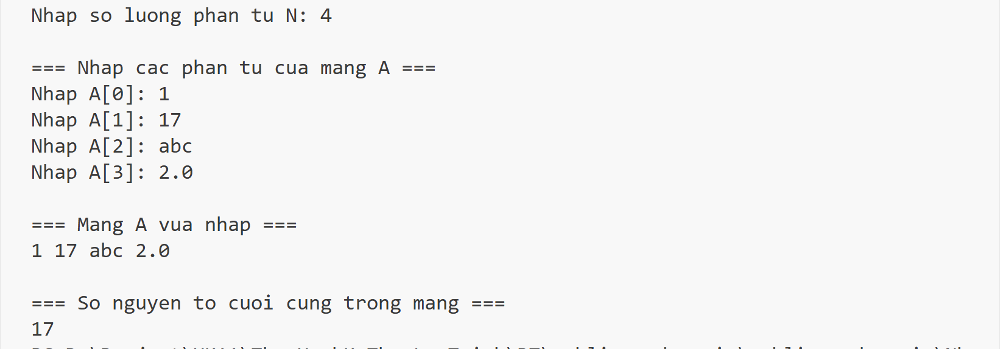 Nhap so luong phan tu N: 4
=== Nhap cac phan tu cua mang A ===
Nhap A[0]: 1
Nhap A[1]: 17
Nhap A[2]: abc
Nhap A[3]: 2.0
=== Mang A vua nhap ===
1 17 abc 2.0
=== So nguyen to cuoi cung trong mang ===
17